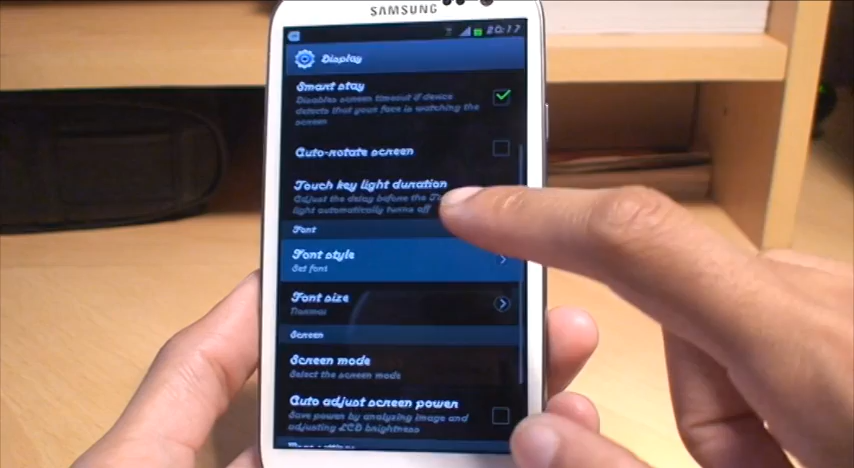 SAMSUNG
20:17
Display
Smart stay
Disables screen timeout if device
detects that your face is watching the
screen
Auto-rotate screen
Touch key light duration
Adjust the delay before the
light automatically turns off
Font
Font style
Set font
Font size
Screen
Screen mode
Select the screen mode
Auto adjust screen power
Save power by analyzing image and
adjusting LCD brightness